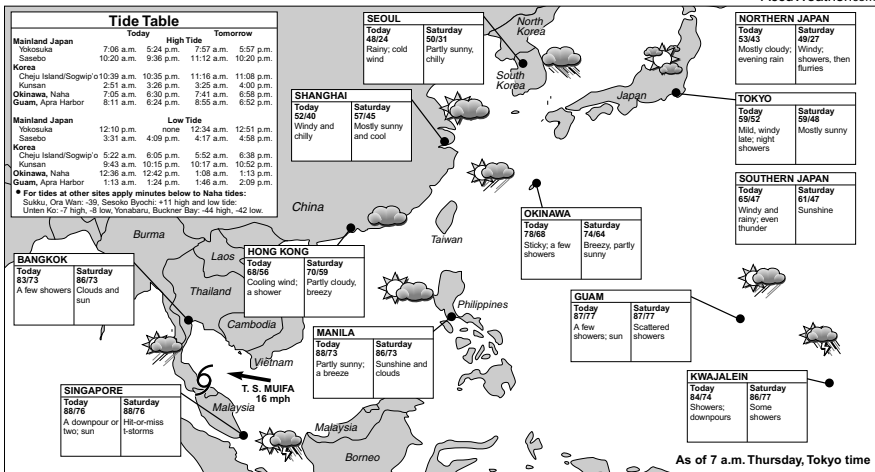 Tide Table
Today Tomorrow
Mainland Japan High Tide
Yokosuka 7:06 a.m. 5:24 p.m. 7:57 a.m. 5:57 p.m.
Sasebo 10:20 a.m. 9:36 p.m. 11:12 a.m. 10:20 p.m.
Korea
Cheju Island/Sogwip'o 10:39 a.m. 10:35 p.m. 11:16 a.m. 11:08 p.m.
Kunsan 2:51 a.m. 3:26 p.m. 3:25 a.m. 4:00 p.m.
Okinawa, Naha 7:05 a.m. 6:30 p.m. 7:41 a.m. 6:58 p.m.
Guam, Apra Harbor 8:11 a.m. 6:24 p.m. 8:55 a.m. 6:52 p.m.
Mainland Japan Low Tide
Yokosuka 12:10 p.m. none 12:34 a.m. 12:51 p.m.
Sasebo 3:31 a.m. 4:09 p.m. 4:17 a.m. 4:58 p.m.
Korea
Cheju Island/Sogwip'o 5:22 a.m. 6:05 p.m. 5:52 a.m. 6:38 p.m.
Kunsan 9:43 a.m. 10:15 p.m. 10:17 a.m. 10:52 p.m.
Okinawa, Naha 12:36 a.m. 12:42 p.m. 1:08 a.m. 1:13 p.m.
Guam, Apra Harbor 1:13 a.m. 1:24 p.m. 1:46 a.m. 2:09 p.m.
• For tides at other sites apply minutes below to Naha tides:
Sukku, Ora Wan: -39, Sesoko Byochi: +11 high and low tide:
Unten Ko: -7 high, -8 low, Yonabaru, Buckner Bay: -44 high, -42 low.
SEOUL
Today
48/24
Rainy; cold
wind
Saturday
50/31
Partly sunny,
chilly
North
Korea
South
Korea
Japan
NORTHERN JAPAN
Today
53/43
Mostly cloudy;
evening rain
Saturday
49/27
Windy;
showers, then
flurries
SHANGHAI
Today
52/40
Windy and
chilly
Saturday
57/45
Mostly sunny
and cool
TOKYO
Today
59/52
Mild, windy
late; night
showers
Saturday
59/48
Mostly sunny
SOUTHERN JAPAN
Today
65/47
Windy and
rainy; even
thunder
Saturday
61/47
Sunshine
China
Taiwan
OKINAWA
Today
78/68
Sticky; a few
showers
Saturday
74/64
Breezy, partly
sunny
Burma
Laos
Thailand
Cambodia
Vietnam
BANGKOK
Today
83/73
A few showers
Saturday
86/73
Clouds and
sun
HONG KONG
Today
68/56
Cooling wind;
a shower
Saturday
70/59
Partly cloudy,
breezy
Philippines
GUAM
Today
87/77
A few
showers; sun
Saturday
87/77
Scattered
showers
MANILA
Today
88/73
Partly sunny;
a breeze
Saturday
86/73
Sunshine and
clouds
T. S. MUIFA
16 mph
KWAJALEIN
Today
84/74
Showers;
downpours
Saturday
86/77
Some
showers
SINGAPORE
Today
88/76
A downpour or
two; sun
Saturday
88/76
Hit-or-miss
t-storms
Malaysia
Malaysia
Borneo
As of 7 a.m. Thursday, Tokyo time